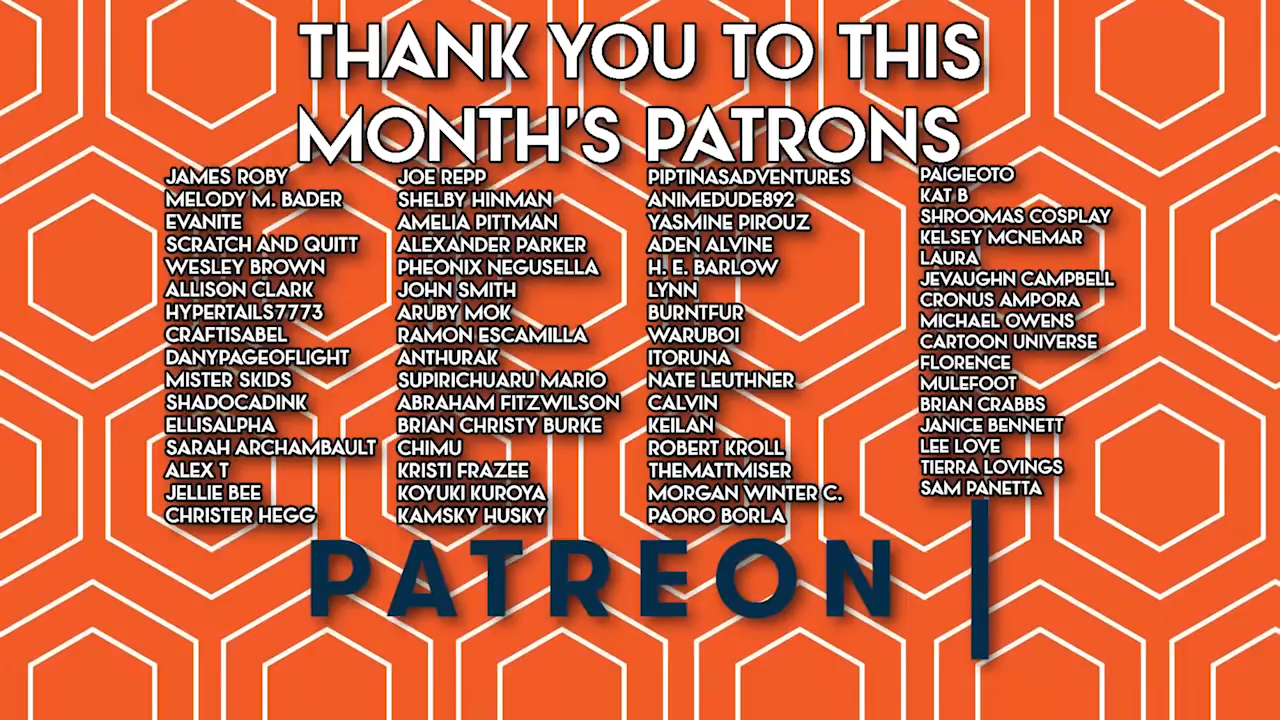 THANK YOU TO THIS
MONTH'S PATRONS
JAMES ROBY
MELODY M. BADER
EVANITE
SCRATCH AND QUITT
WESLEY BROWN
ALLISON CLARK
HYPERTAILS7773
CRAFTISABEL
DANYPAGEOFLIGHT
MISTER SKIDS
SHADOCADINK
ELLISALPHA
SARAH ARCHAMBAULT
ALEX T
JELLIE BEE
CHRISTER HEGG
JOE REPP
SHELBY HINMAN
AMELIA PITTMAN
ALEXANDER PARKER
PHEONIX NEGUSELLA
JOHN SMITH
ARUBY MOK
RAMON ESCAMILLA
ANTHURAK
SUPIRICHUARU MARIO
ABRAHAM FITZWILSON
BRIAN CHRISTY BURKE
CHIMU
KRISTI FRAZEE
KOYUKI KUROYA
KAMSKY HUSKY
PIPTINASADVENTURES
ANIMEDUDE892
YASMINE PIROUZ
ADEN ALVINE
H. E. BARLOW
LYNN
BURNTFUR
WARUBOI
ITORUNA
NATE LEUTHNER
CALVIN
KEILAN
ROBERT KROLL
THEMATTMISER
MORGAN WINTER C.
PAORO BORLA
PAIGIEOTO
KAT B
SHROOMAS COSPLAY
KELSEY MCNEMAR
LAURA
JEVAUGHN CAMPBELL
CRONUS AMPORA
MICHAEL OWENS
CARTOON UNIVERSE
FLORENCE
MULEFOOT
BRIAN CRABBS
JANICE BENNETT
LEE LOVE
TIERRA LOVINGS
SAM PANETTA
PATREON